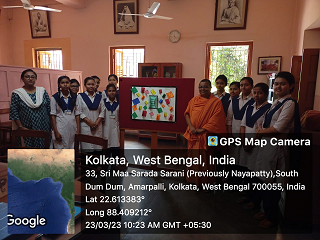 GPS Map Camera
Kolkata, West Bengal, India
33, Sri Maa Sarada Sarani (Previously Nayapatty),South
Dum Dum, Amarpalli, Kolkata, West Bengal 700055, India
Lat 22.613383°
Long 88.409212°
23/03/23 10:23 AM GMT +05:30
Google